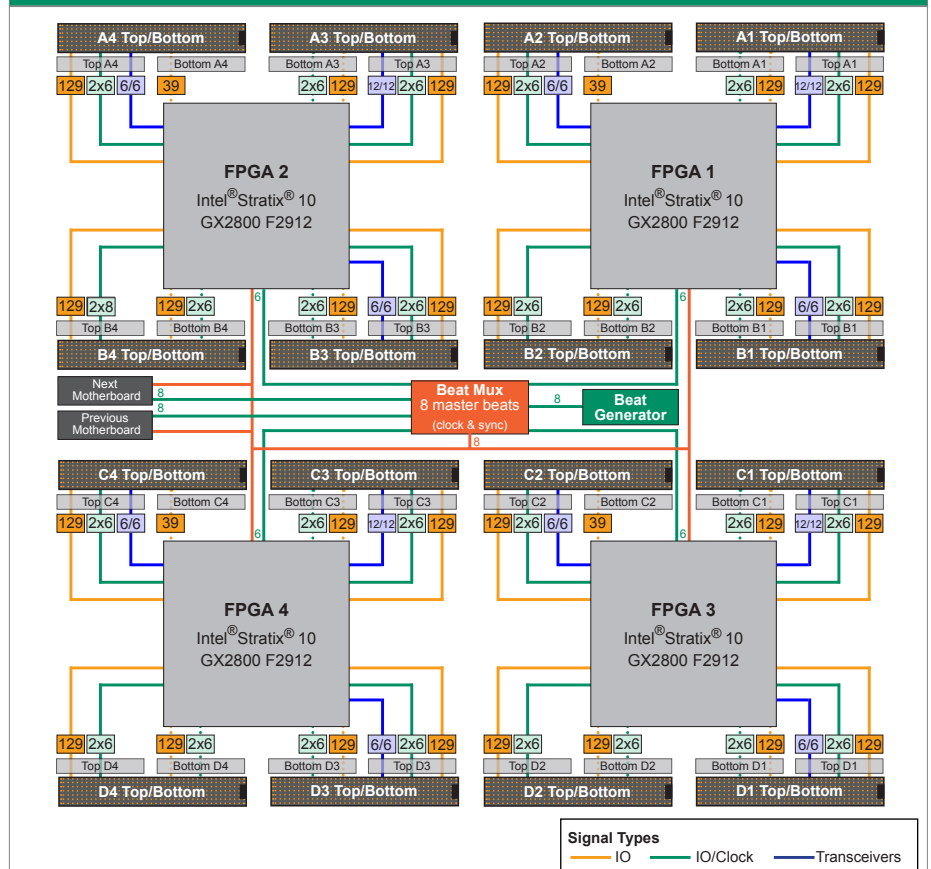 A4 Top/Bottom A3 Top/Bottom A2 Top/Bottom A1 Top/Bottom
Top A4 Bottom A4 Bottom A3 Top A3 Top A2 Bottom A2 Bottom A1 Top A1
129 2x6 6/6 39 2x6 129 12/12 2x6 129 129 2x6 6/6 39 2x6 129 12/12 2x6 129
FPGA 2 FPGA 1
Intel®Stratix® 10 Intel®Stratix® 10
GX2800 F2912 GX2800 F2912
6 6
129 2x8 129 2x6 2x6 129 6/6 2x6 129 129 2x6 129 2x6 2x6 129 6/6 2x6 129
Top B4 Bottom B4 Bottom B3 Top B3 Top B2 Bottom B2 Bottom B1 Top B1
B4 Top/Bottom B3 Top/Bottom B2 Top/Bottom B1 Top/Bottom
Next
Motherboard
8
Previous
Motherboard
8
Beat Mux
8 master beats
(clock & sync)
8
8
Beat
Generator
C4 Top/Bottom C3 Top/Bottom C2 Top/Bottom C1 Top/Bottom
Top C4 Bottom C4 Bottom C3 Top C3 Top C2 Bottom C2 Bottom C1 Top C1
129 2x6 6/6 39 2x6 129 12/12 2x6 129 129 2x6 6/6 39 2x6 129 12/12 2x6 129
6 6
FPGA 4 FPGA 3
Intel®Stratix® 10 Intel®Stratix® 10
GX2800 F2912 GX2800 F2912
129 2x6 129 2x6 2x6 129 6/6 2x6 129 129 2x6 129 2x6 2x6 129 6/6 2x6 129
Top D4 Bottom D4 Bottom D3 Top D3 Top D2 Bottom D2 Bottom D1 Top D1
D4 Top/Bottom D3 Top/Bottom D2 Top/Bottom D1 Top/Bottom
Signal Types
IO IO/Clock Transceivers